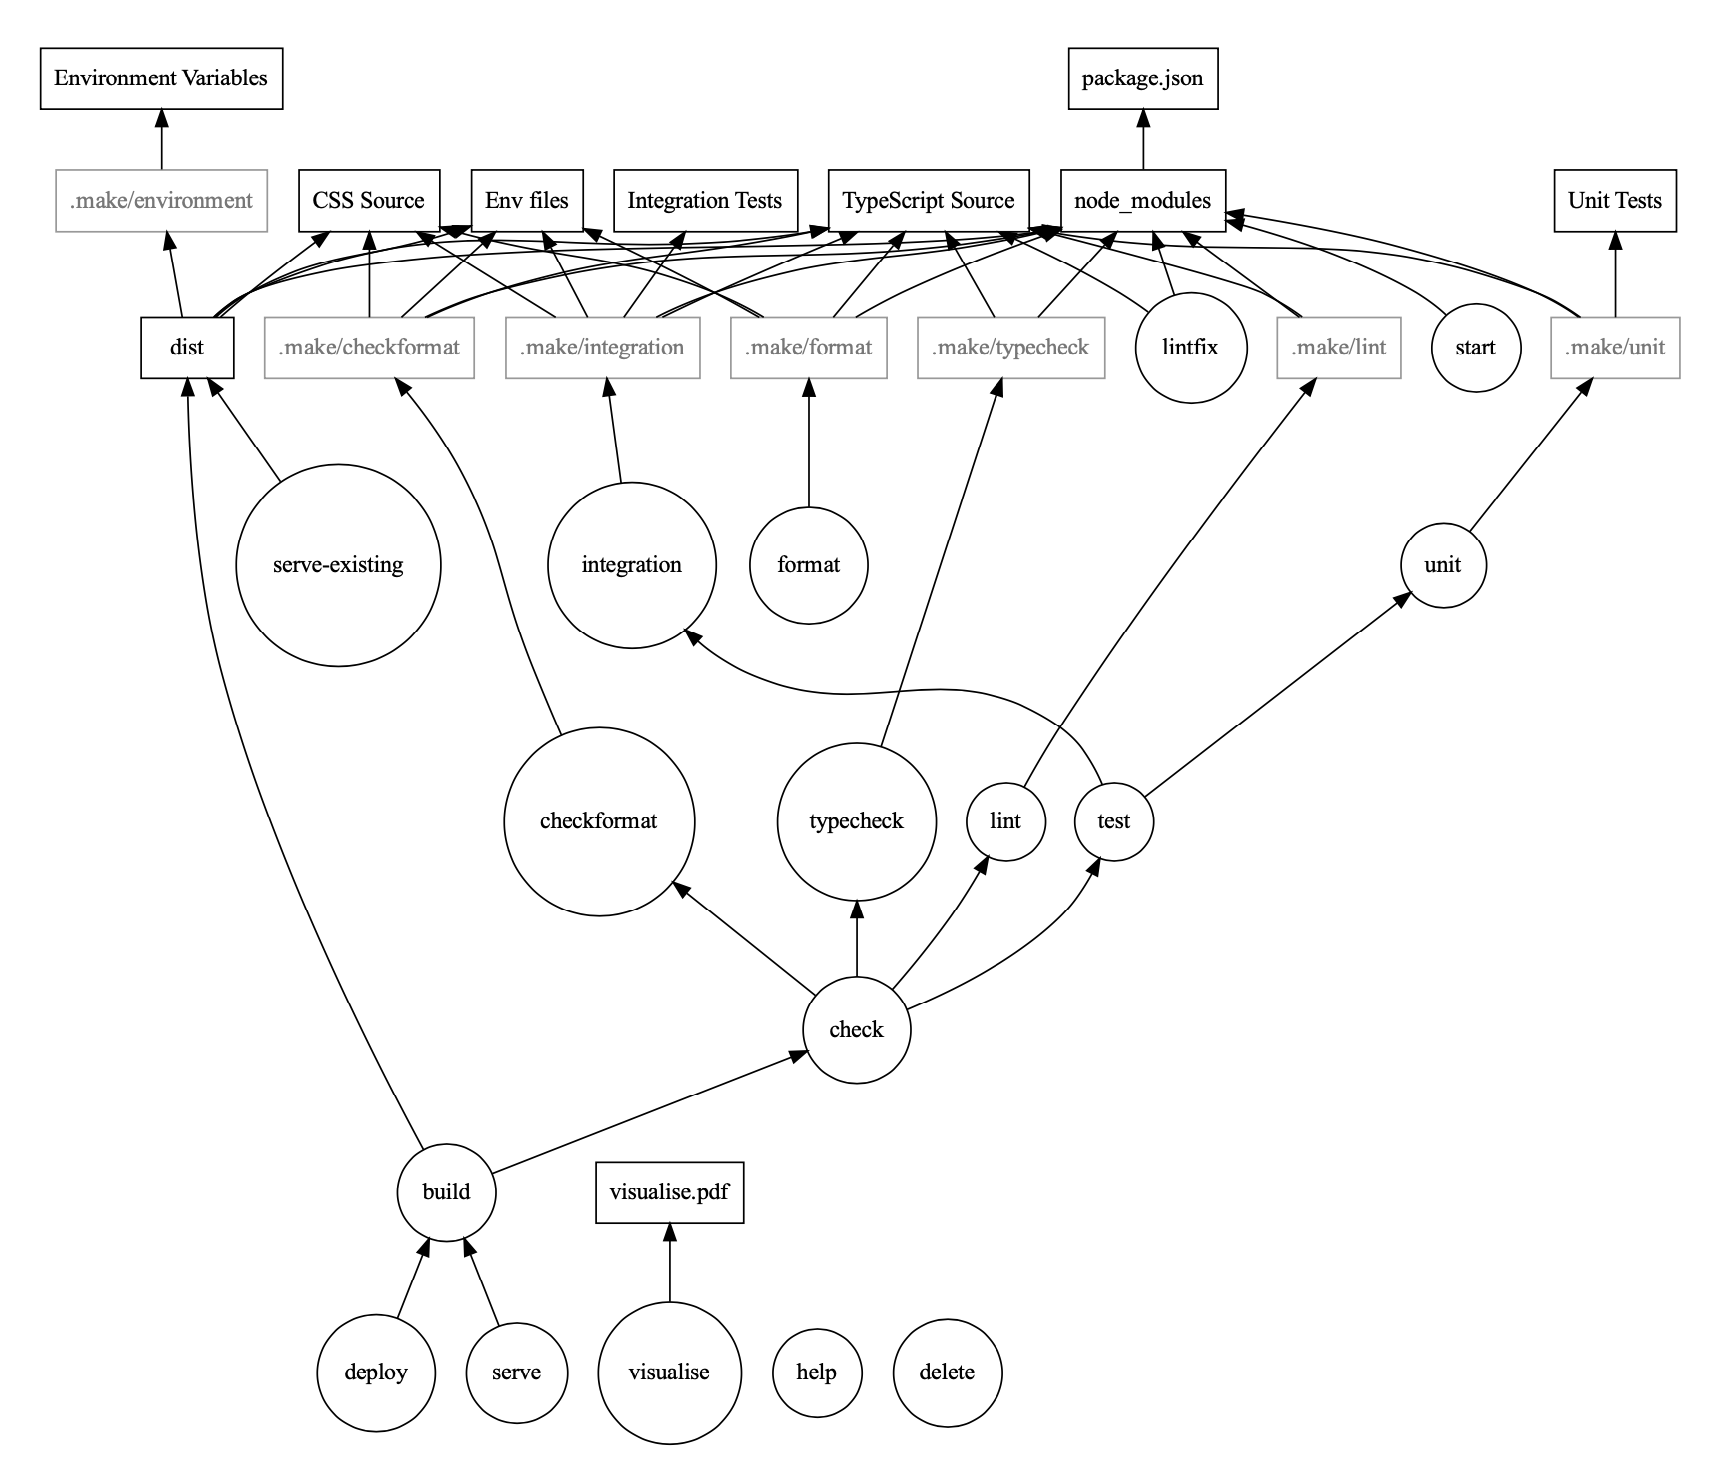 Environment Variables
package.json
.make/environment
CSS Source
Env files
Integration Tests
TypeScript Source
node_modules
Unit Tests
dist
.make/checkformat
.make/integration
.make/format
.make/typecheck
lintfix
.make/lint
start
.make/unit
serve-existing
integration
format
unit
checkformat
typecheck
lint
test
check
build
visualise.pdf
deploy
serve
visualise
help
delete